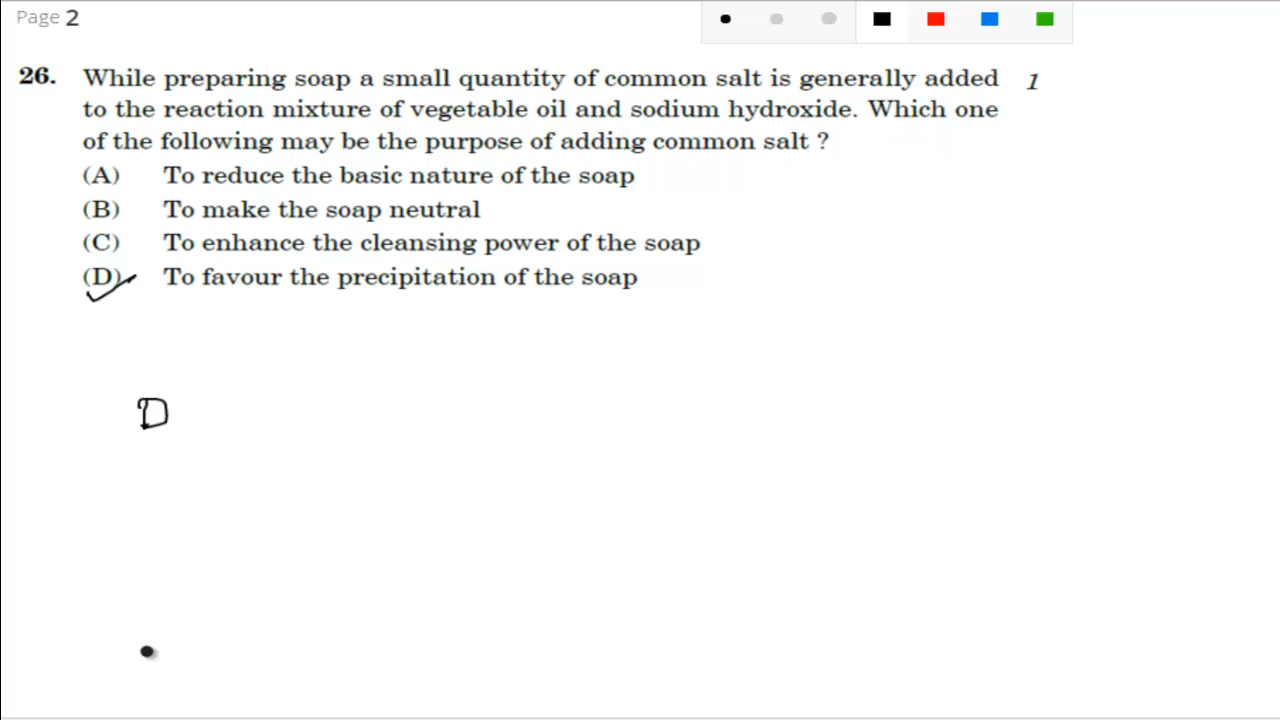 Page 2
26. While preparing soap a small quantity of common salt is generally added 1
to the reaction mixture of vegetable oil and sodium hydroxide. Which one
of the following may be the purpose of adding common salt ?
(A) To reduce the basic nature of the soap
(B) To make the soap neutral
(C) To enhance the cleansing power of the soap
(D) To favour the precipitation of the soap
D